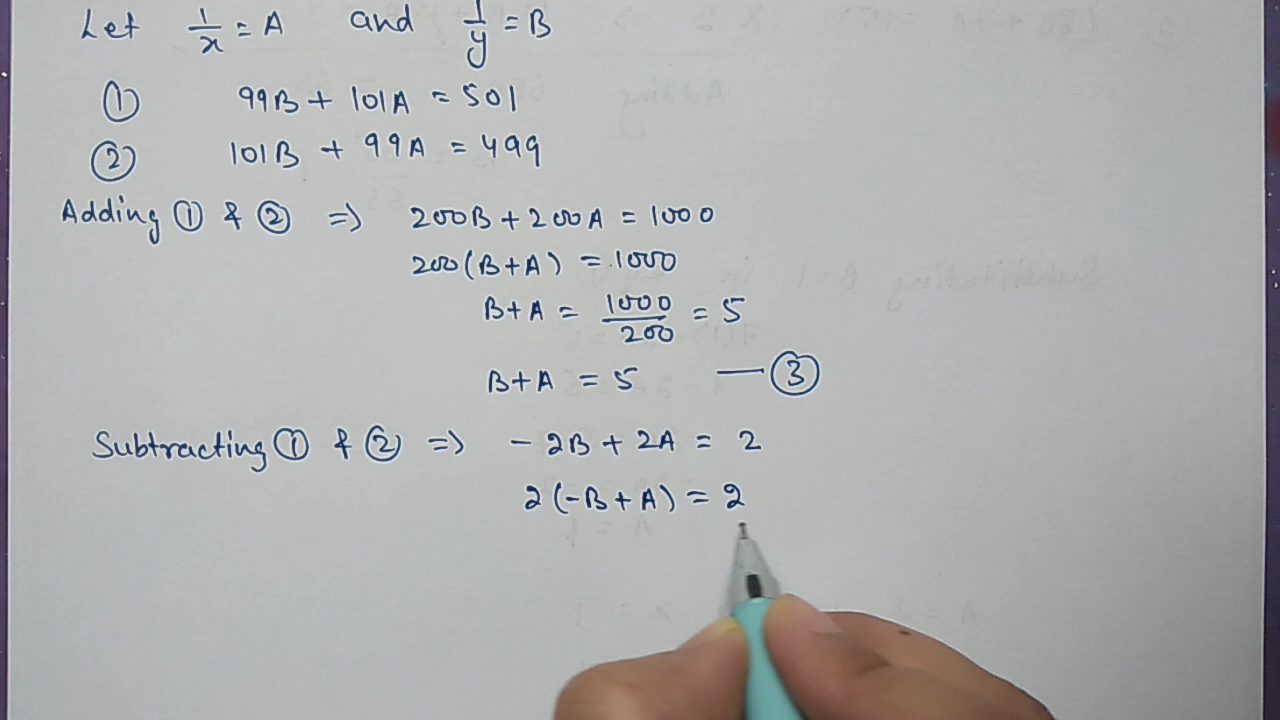 Let 1/x = A and 1/y = B
① 99B + 101A = 501
② 101B + 99A = 499
Adding ① & ② => 200B + 200A = 1000
200(B+A) = 1000
B+A = 1000/200 = 5
B+A = 5 — ③
Subtracting ① & ② => - 2B + 2A = 2
2(-B + A) = 2